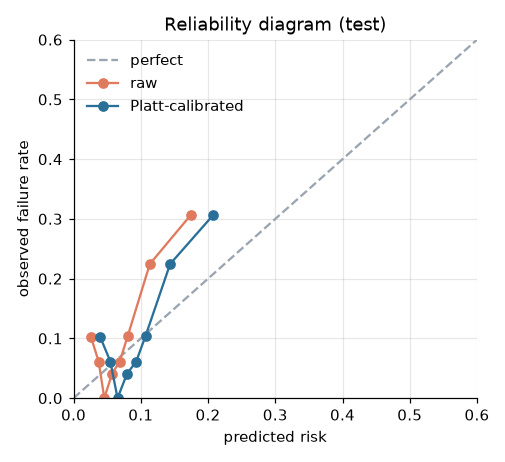 Reliability diagram (test)
0.6
0.5
0.4
0.3
0.2
0.1
0.0
observed failure rate
perfect
raw
Platt-calibrated
0.0 0.1 0.2 0.3 0.4 0.5 0.6
predicted risk